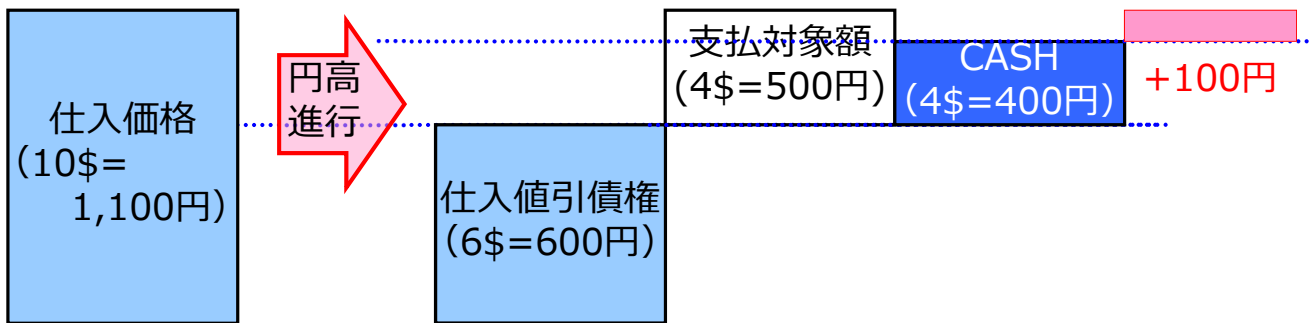 仕入価格
(10$=
1,100円)
円高
進行
仕入値引債権
(6$=600円)
支払対象額
(4$=500円)
CASH
(4$=400円)
+100円